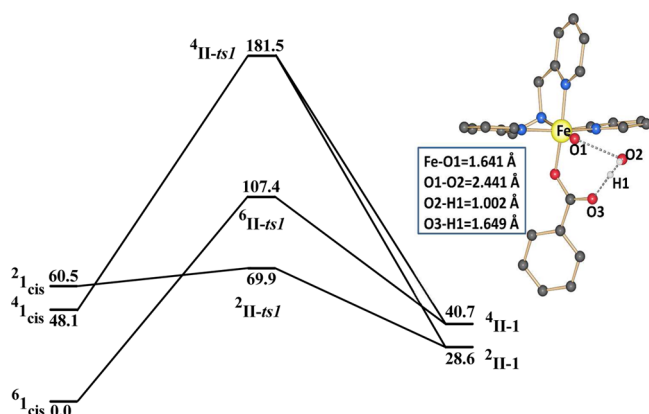 ⁴II-ts1
181.5
107.4
⁶II-ts1
²1cis
60.5
⁴1cis
48.1
69.9
²II-ts1
⁶1cis
0.0
40.7
⁴II-1
28.6
²II-1
Fe
O1
O2
H1
O3
Fe-O1=1.641 Å
O1-O2=2.441 Å
O2-H1=1.002 Å
O3-H1=1.649 Å